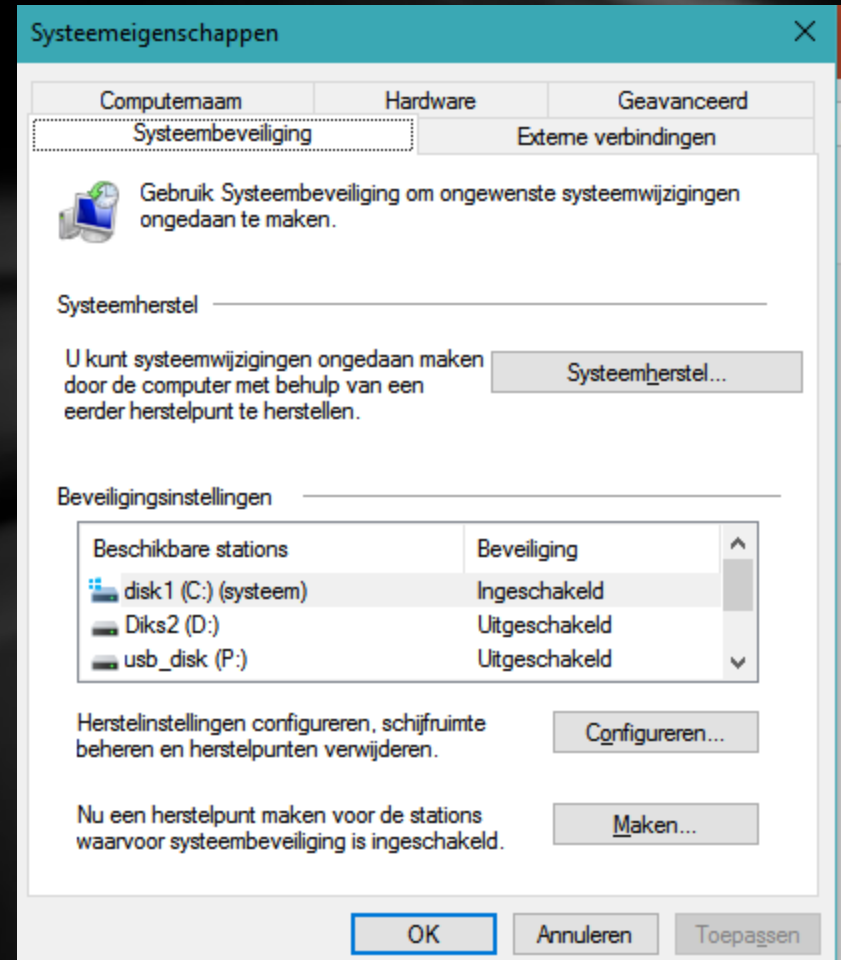 Systeemeigenschappen
Computernaam Hardware Geavanceerd
Systeembeveiliging Externe verbindingen
Gebruik Systeembeveiliging om ongewenste systeemwijzigingen
ongedaan te maken.
Systeemherstel
U kunt systeemwijzigingen ongedaan maken
door de computer met behulp van een
eerder herstelpunt te herstellen.
Systeemherstel...
Beveiligingsinstellingen
Beschikbare stations Beveiliging
disk1 (C:) (systeem) Ingeschakeld
Diks2 (D:) Uitgeschakeld
usb_disk (P:) Uitgeschakeld
Herstelinstellingen configureren, schijfruimte
beheren en herstelpunten verwijderen.
Configureren...
Nu een herstelpunt maken voor de stations
waarvoor systeembeveiliging is ingeschakeld.
Maken...
OK Annuleren Toepassen